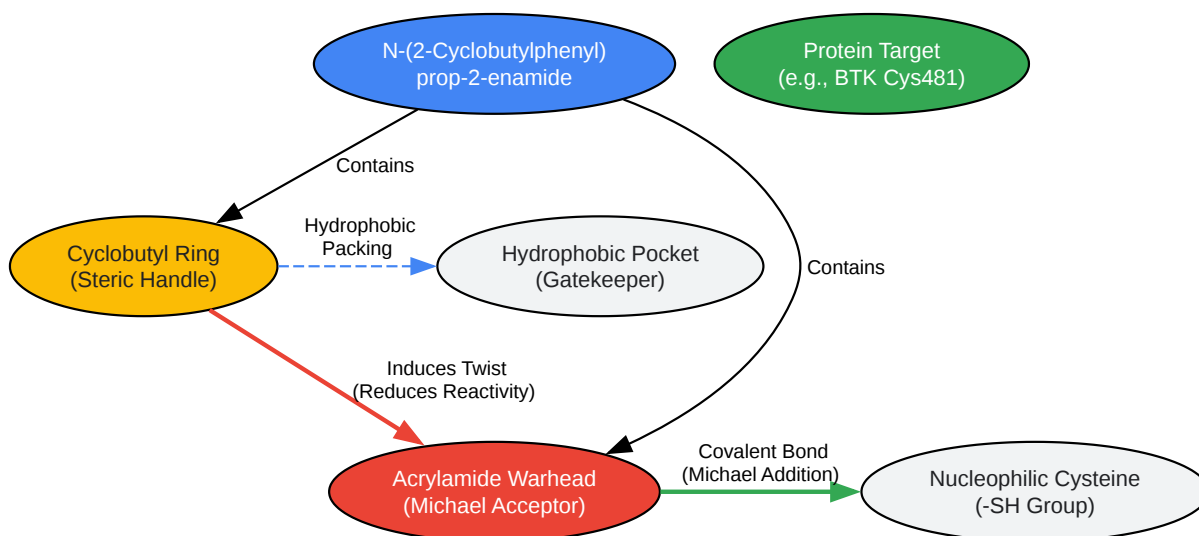 N-(2-Cyclobutylphenyl)
prop-2-enamide
Protein Target
(e.g., BTK Cys481)
Contains
Hydrophobic
Packing
Cyclobutyl Ring
(Steric Handle)
Hydrophobic Pocket
(Gatekeeper)
Contains
Induces Twist
(Reduces Reactivity)
Covalent Bond
(Michael Addition)
Acrylamide Warhead
(Michael Acceptor)
Nucleophilic Cysteine
(-SH Group)